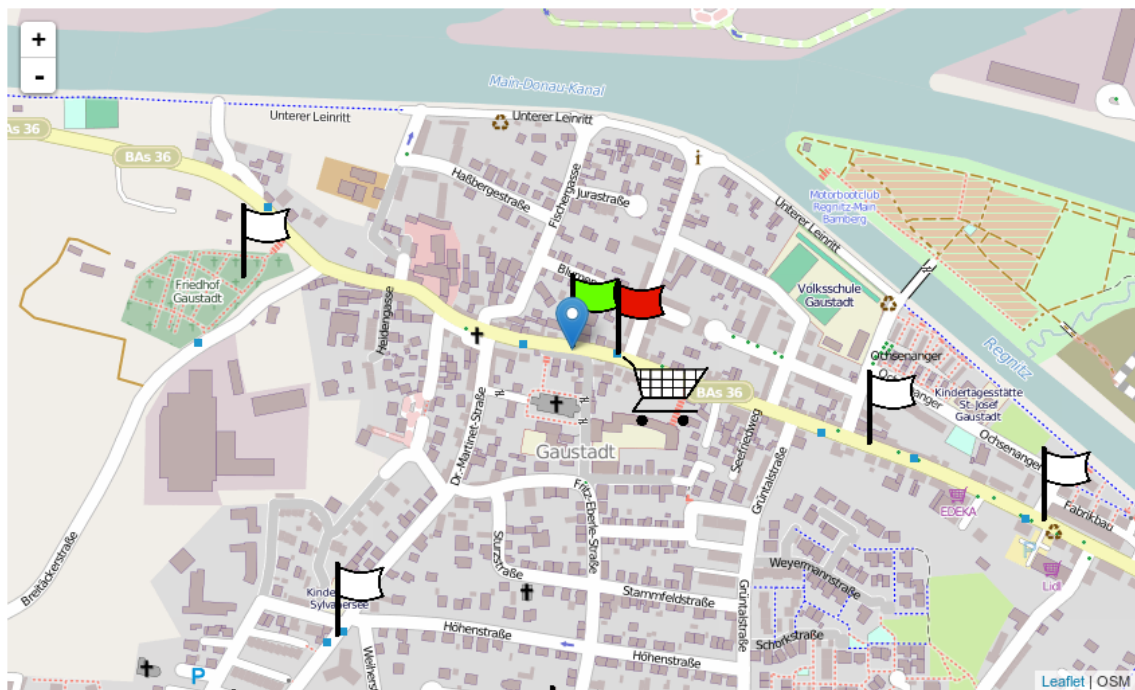 +
-
Main-Donau-Kanal
Unterer Leinritt
Unterer Leinritt
As 36
BAs 36
Haßbergestraße
Fischergasse
Jurastraße
Motorbootclub
Regnitz-Main
Bamberg
Unterer Leinritt
Friedhof
Gaustadt
Heidengasse
Volksschule
Gaustadt
Regnitz
Ochsenanger
BAs 36
Kindertagesstätte
St. Josef
Gaustadt
Ochsenanger
Dr.-Martinet-Straße
Gaustadt
Seefriedweg
Grüntalstraße
EDEKA
Fabrikbau
P
Lidl
Fritz-Eberle-Straße
Sturzstraße
Weyermannstraße
Breitäckerstraße
Stammfeldstraße
Grüntalstraße
Schorkstraße
Höhenstraße
Höhenstraße
P
Leaflet | OSM